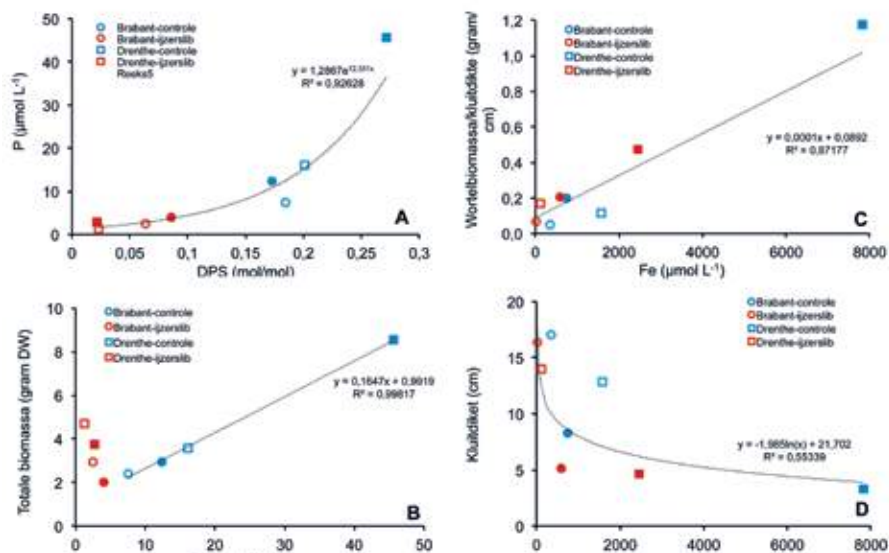 50
40
30
20
10
0
P (µmol L⁻¹)
Brabant-controle
Brabant-ijzerslib
Drenthe-controle
Drenthe-ijzerslib
Reeks5
R² = 0,92628
A
0
0,05
0,1
0,15
0,2
0,25
0,3
DPS (mol/mol)
1,2
1,0
0,8
0,6
0,4
0,2
0,0
Wortelbiomassa/kluitdikte (gram/
cm)
Brabant-controle
Brabant-ijzerslib
Drenthe-controle
Drenthe-ijzerslib
y = 0,0001x + 0,0892
R² = 0,87177
C
0
2000
4000
6000
8000
Fe (µmol L⁻¹)
10
8
6
4
2
0
Totale biomassa (gram DW)
Brabant-controle
Brabant-ijzerslib
Drenthe-controle
Drenthe-ijzerslib
y = 0,1647x + 0,9919
R² = 0,99817
B
0
10
20
30
40
50
20
15
10
5
0
Kluitdiket (cm)
Brabant-controle
Brabant-ijzerslib
Drenthe-controle
Drenthe-ijzerslib
y = -1,985ln(x) + 21,702
R² = 0,55339
D
0
2000
4000
6000
8000